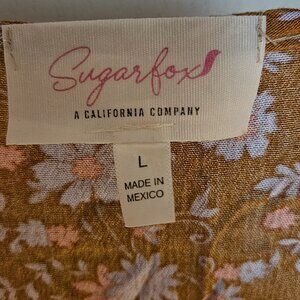 Sugarfox
A CALIFORNIA COMPANY
L
MADE IN
MEXICO